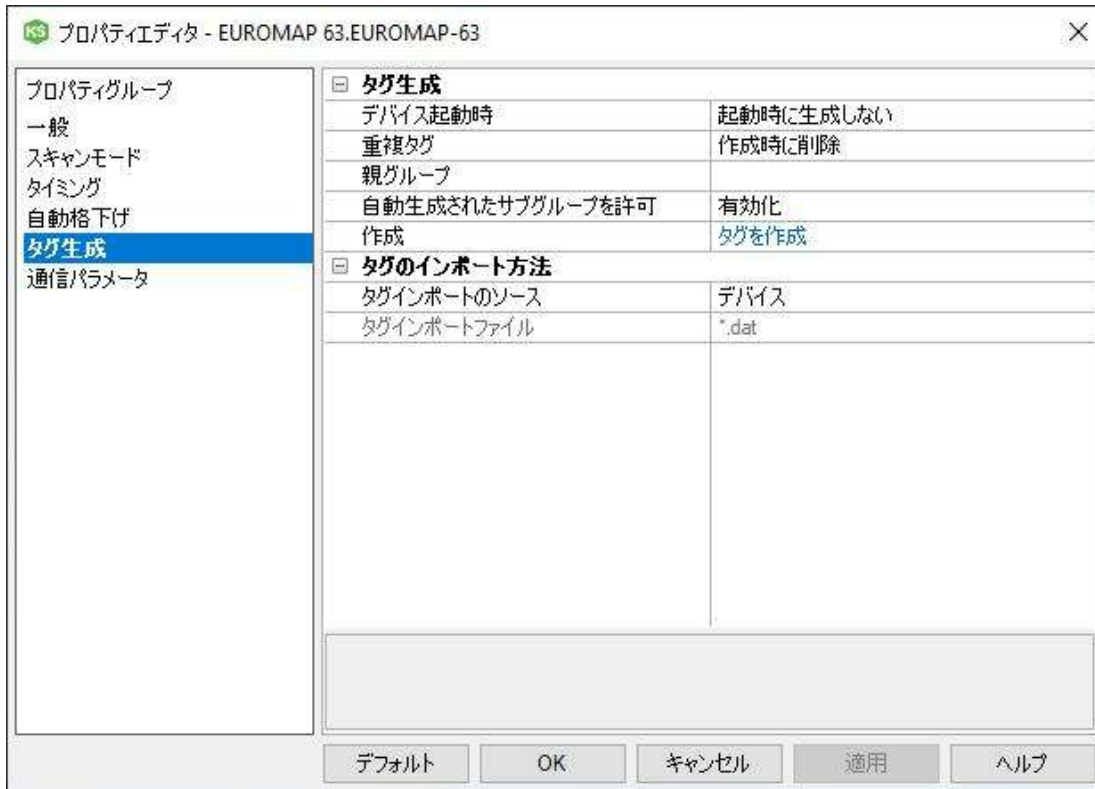 KS プロパティエディタ - EUROMAP 63.EUROMAP-63
プロパティグループ
一般
スキャンモード
タイミング
自動格下げ
タグ生成
通信パラメータ
タグ生成
デバイス起動時 起動時に生成しない
重複タグ 作成時に削除
親グループ
自動生成されたサブグループを許可 有効化
作成 タグを作成
タグのインポート方法
タグインポートのソース デバイス
タグインポートファイル *.dat
デフォルト OK キャンセル 適用 ヘルプ